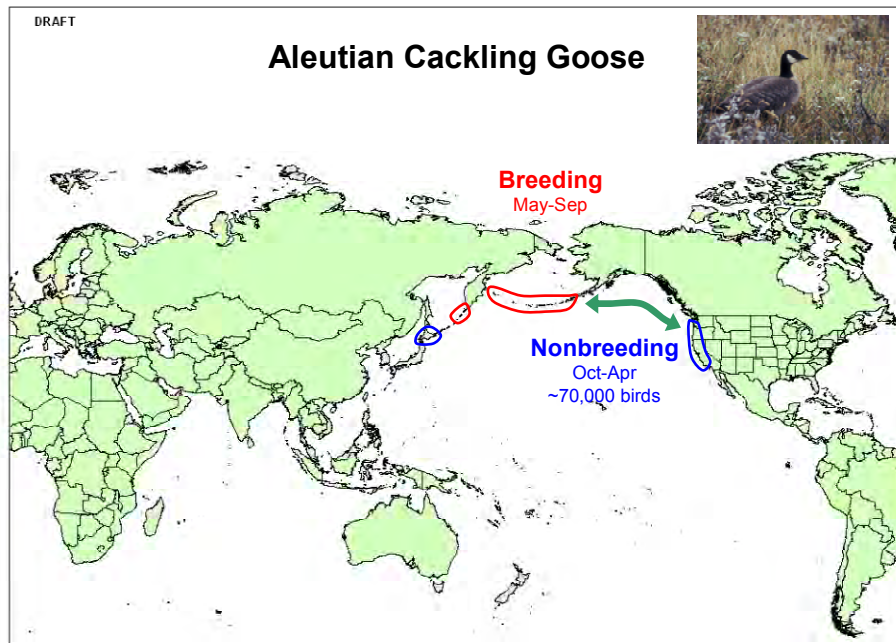 DRAFT
Aleutian Cackling Goose
Breeding
May-Sep
Nonbreeding
Oct-Apr
~70,000 birds